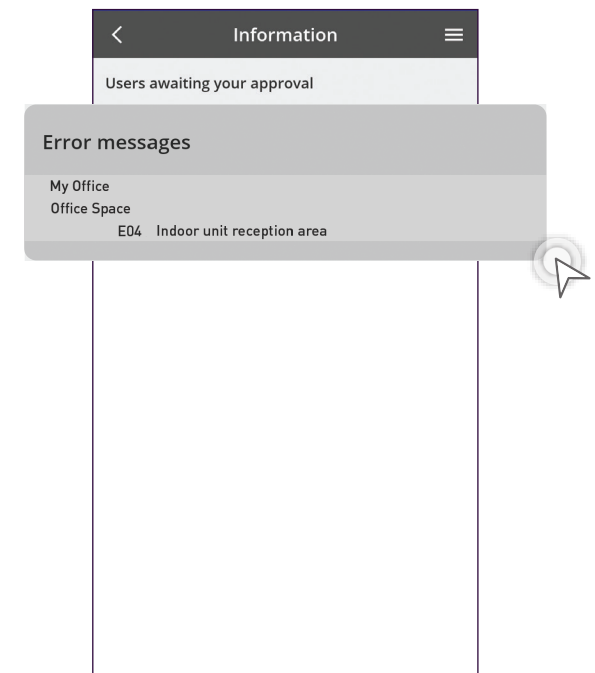 Information
Users awaiting your approval
Error messages
My Office
Office Space
E04 Indoor unit reception area